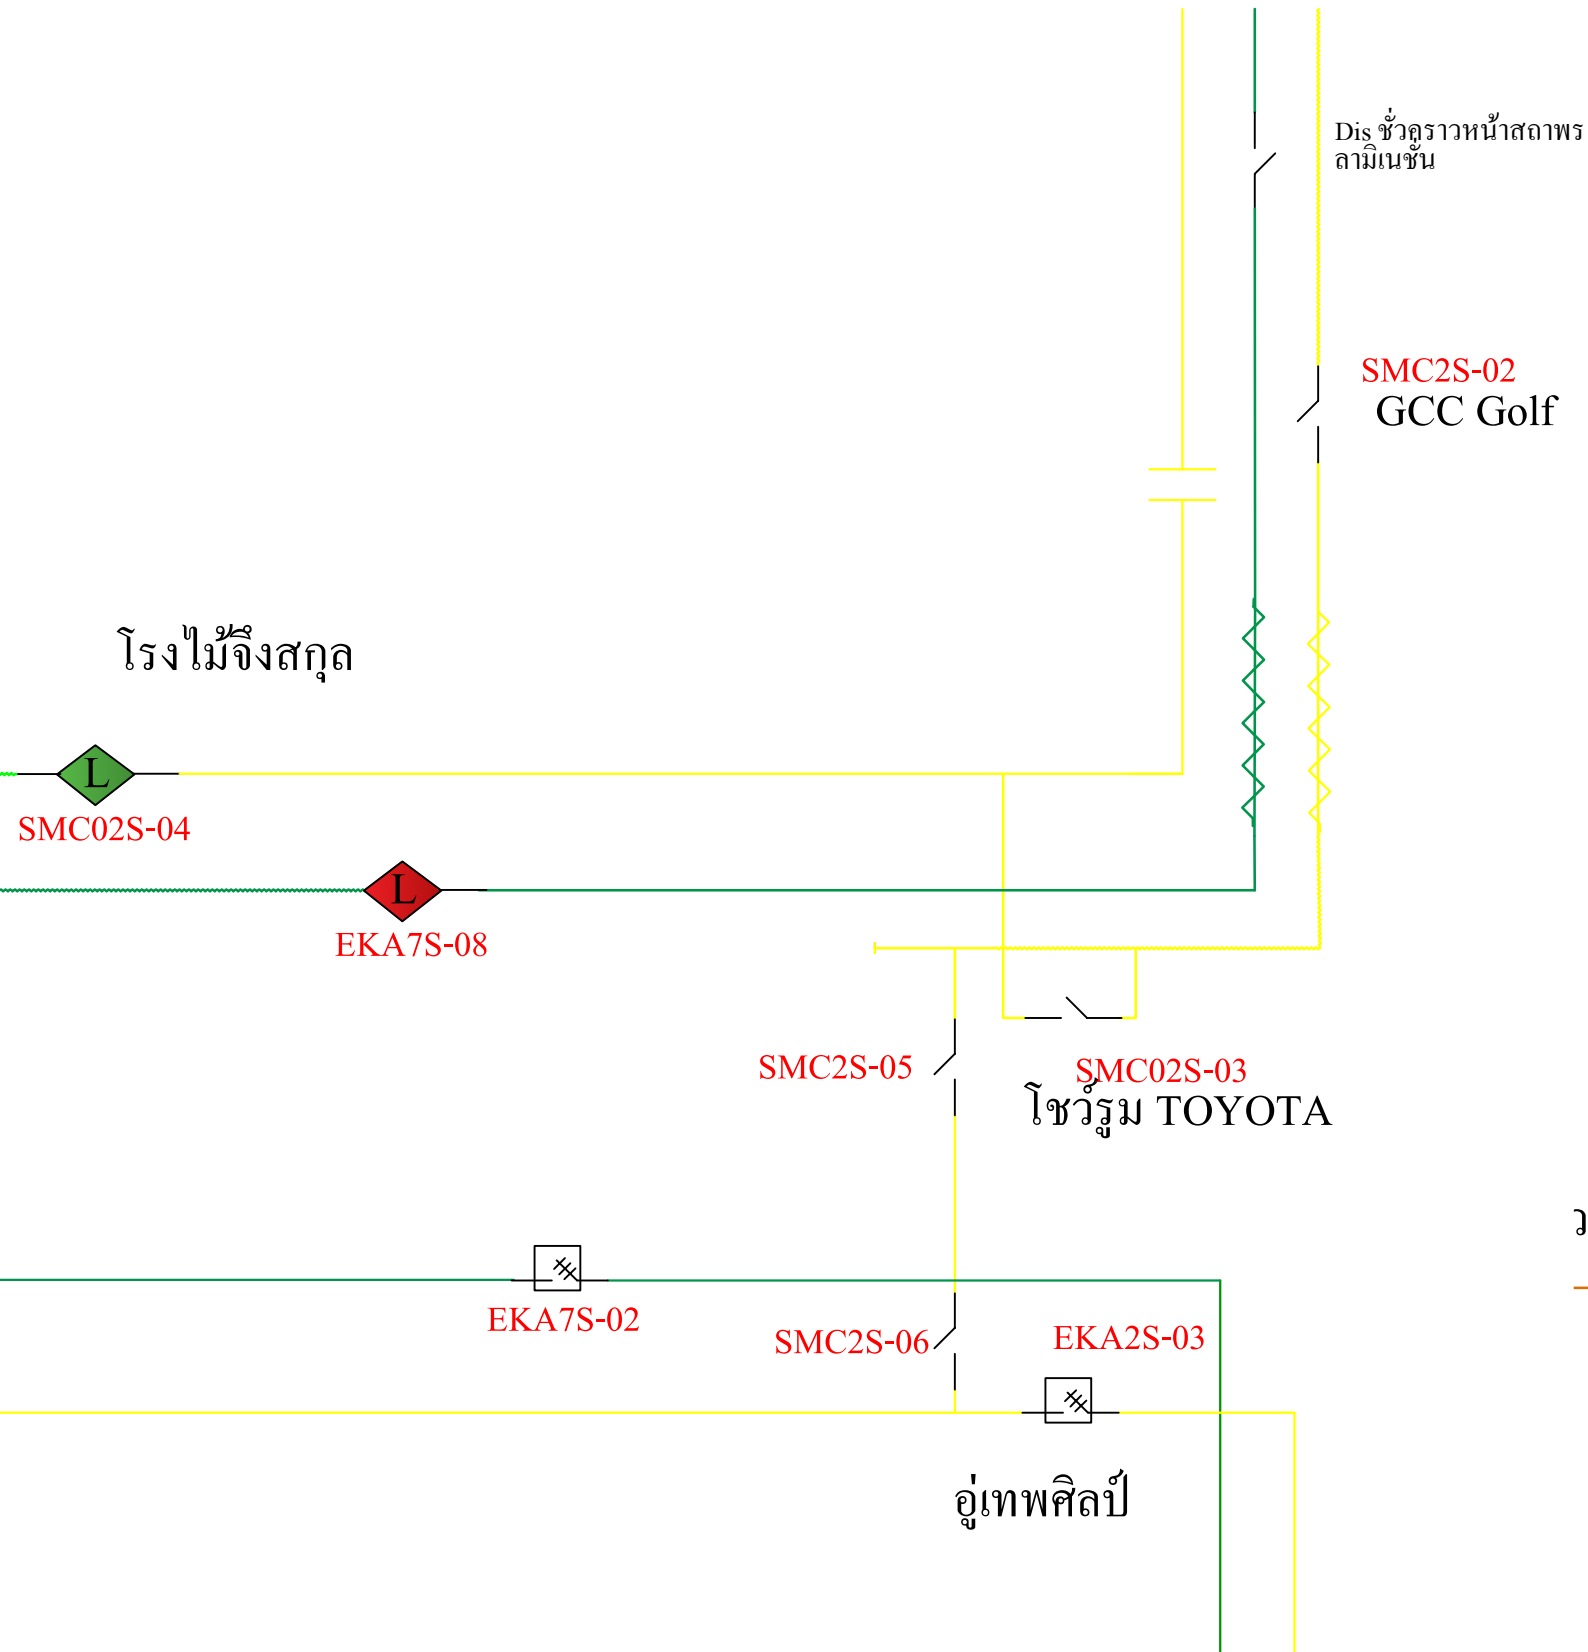 Dis ชั่วคราวหน้าสถาพร
ลามิเนชั่น
SMC2S-02
GCC Golf
โรงไม้จึงสกุล
L
SMC02S-04
L
EKA7S-08
SMC2S-05
SMC02S-03
โชว์รูม TOYOTA
EKA7S-02
SMC2S-06
EKA2S-03
อู่เทพศิลป์